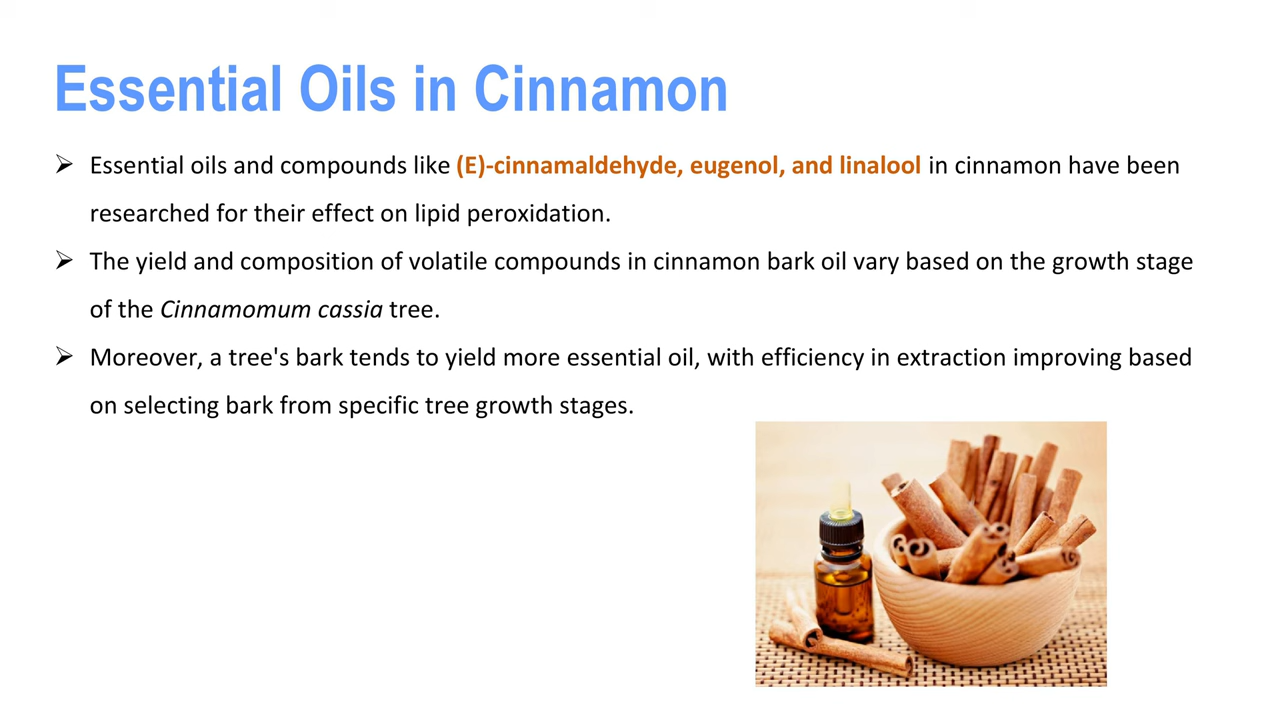 Essential Oils in Cinnamon
➢ Essential oils and compounds like (E)-cinnamaldehyde, eugenol, and linalool in cinnamon have been
researched for their effect on lipid peroxidation.
➢ The yield and composition of volatile compounds in cinnamon bark oil vary based on the growth stage
of the Cinnamomum cassia tree.
➢ Moreover, a tree's bark tends to yield more essential oil, with efficiency in extraction improving based
on selecting bark from specific tree growth stages.